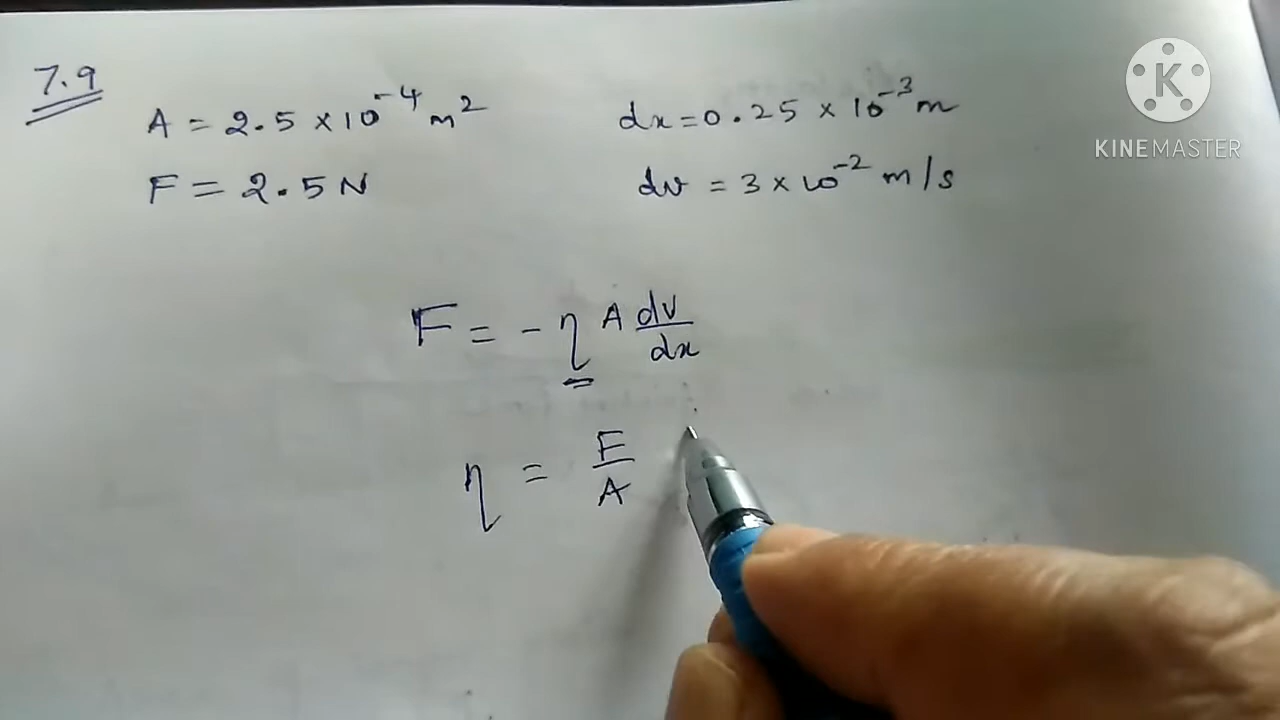 7.9
A = 2.5 × 10⁻⁴ m² dx = 0.25 × 10⁻³ m
F = 2.5 N dv = 3 × 10⁻² m/s
F = - η A dv/dx
η = F/A
K
KINEMASTER